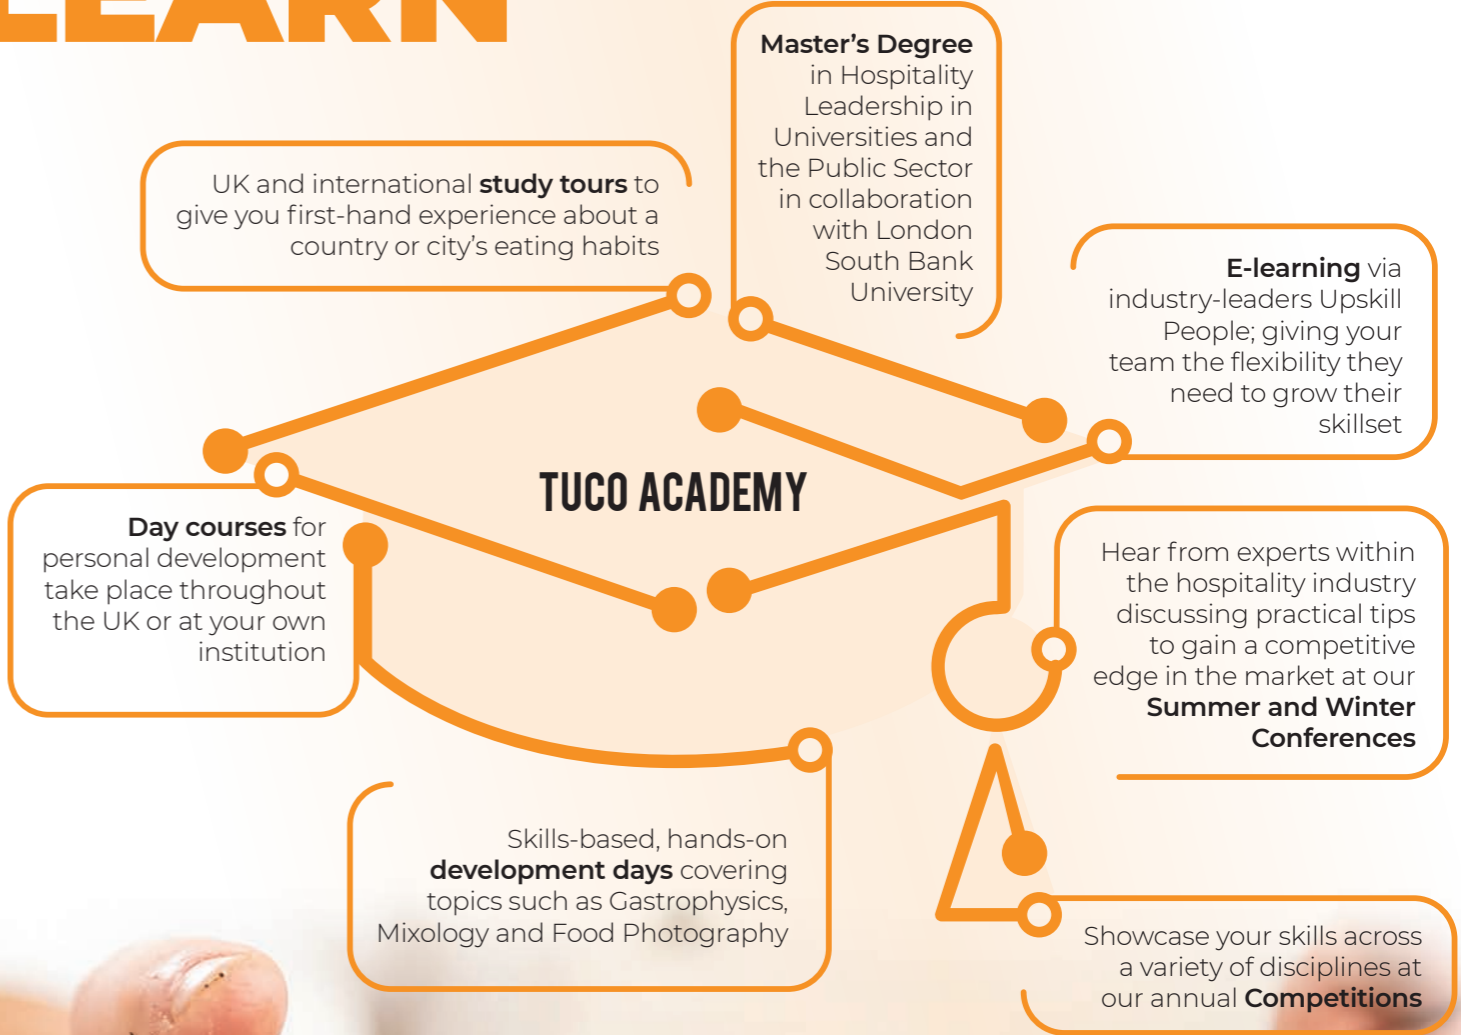 LEARN
Master’s Degree
in Hospitality
Leadership in
Universities and
the Public Sector
in collaboration
with London
South Bank
University
UK and international study tours to
give you first-hand experience about a
country or city’s eating habits
E-learning via
industry-leaders Upskill
People; giving your
team the flexibility they
need to grow their
skillset
TUCO ACADEMY
Day courses for
personal development
take place throughout
the UK or at your own
institution
Hear from experts within
the hospitality industry
discussing practical tips
to gain a competitive
edge in the market at our
Summer and Winter
Conferences
Skills-based, hands-on
development days covering
topics such as Gastrophysics,
Mixology and Food Photography
Showcase your skills across
a variety of disciplines at
our annual Competitions